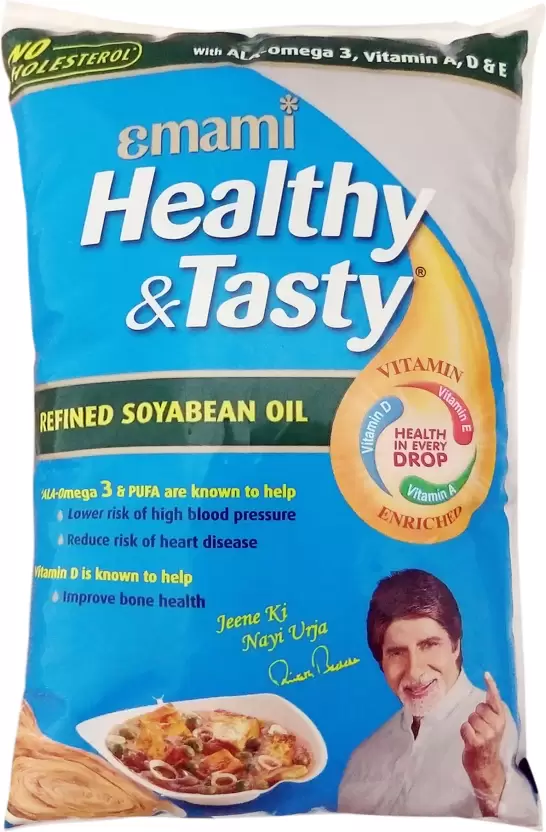 NO
CHOLESTEROL*
with ALA-omega 3, Vitamin A, D & E
emami*
Healthy
&Tasty®
REFINED SOYABEAN OIL
VITAMIN
Vitamin D
Vitamin E
HEALTH
IN EVERY
DROP
Vitamin A
ENRICHED
*ALA-Omega 3 & PUFA are known to help
Lower risk of high blood pressure
Reduce risk of heart disease
Vitamin D is known to help
Improve bone health
Jeene Ki
Nayi Urja